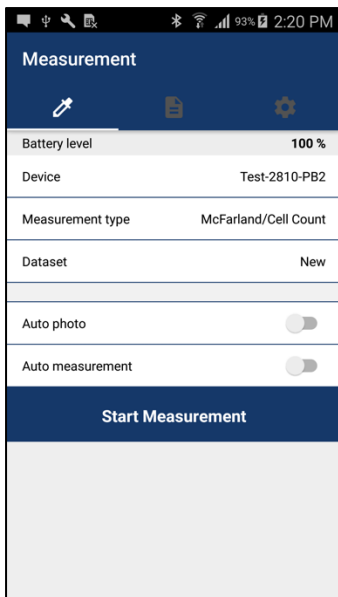 93% 2:20 PM
Measurement
Battery level 100 %
Device Test-2810-PB2
Measurement type McFarland/Cell Count
Dataset New
Auto photo
Auto measurement
Start Measurement